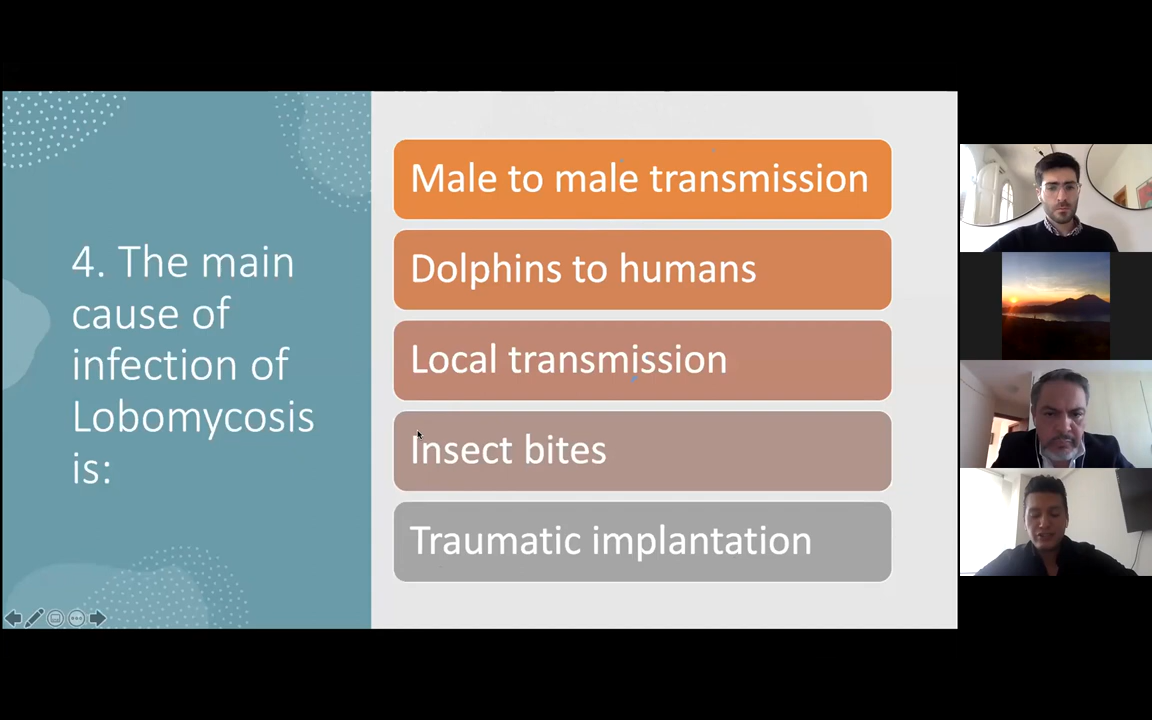 4. The main
cause of
infection of
Lobomycosis
is:
Male to male transmission
Dolphins to humans
Local transmission
Insect bites
Traumatic implantation